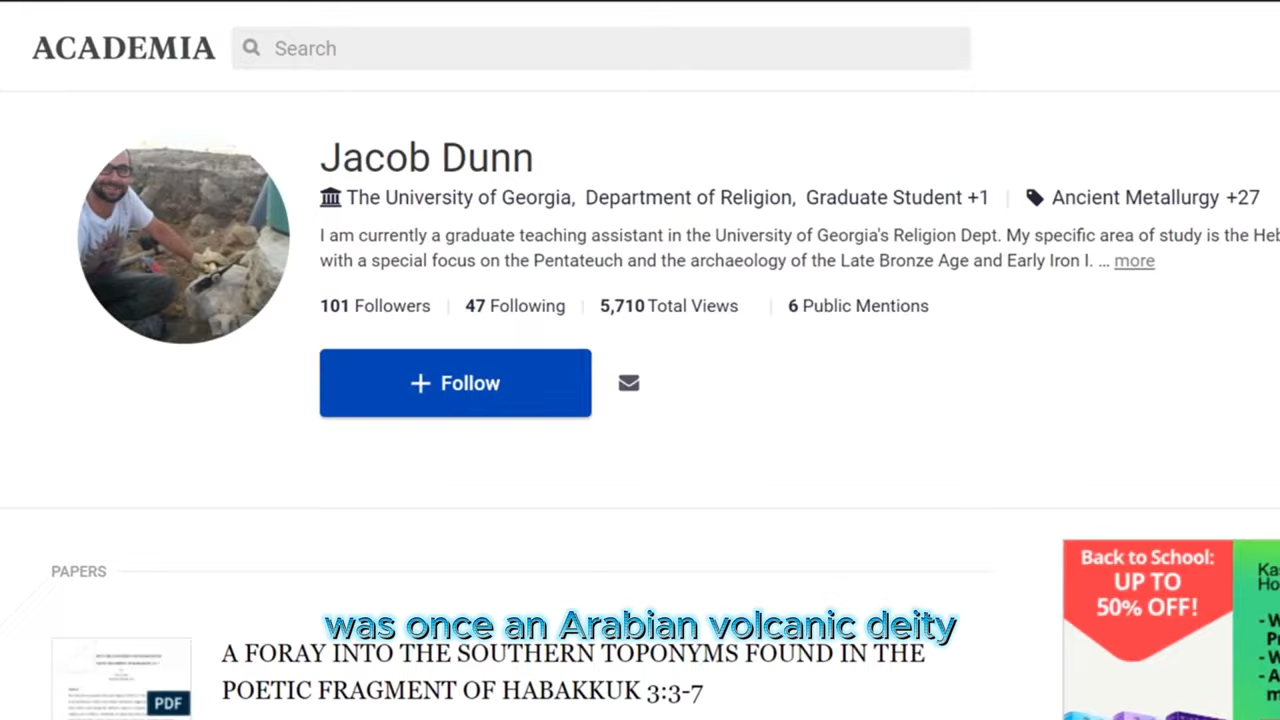 ACADEMIA
Search
Jacob Dunn
The University of Georgia, Department of Religion, Graduate Student +1 | Ancient Metallurgy +27
I am currently a graduate teaching assistant in the University of Georgia's Religion Dept. My specific area of study is the Heb
with a special focus on the Pentateuch and the archaeology of the Late Bronze Age and Early Iron I. ... more
101 Followers | 47 Following | 5,710 Total Views | 6 Public Mentions
+ Follow
PAPERS
Back to School:
UP TO
50% OFF!
Ka
Ho
was once an Arabian volcanic deity
A FORAY INTO THE SOUTHERN TOPONYMS FOUND IN THE
POETIC FRAGMENT OF HABAKKUK 3:3-7
PDF